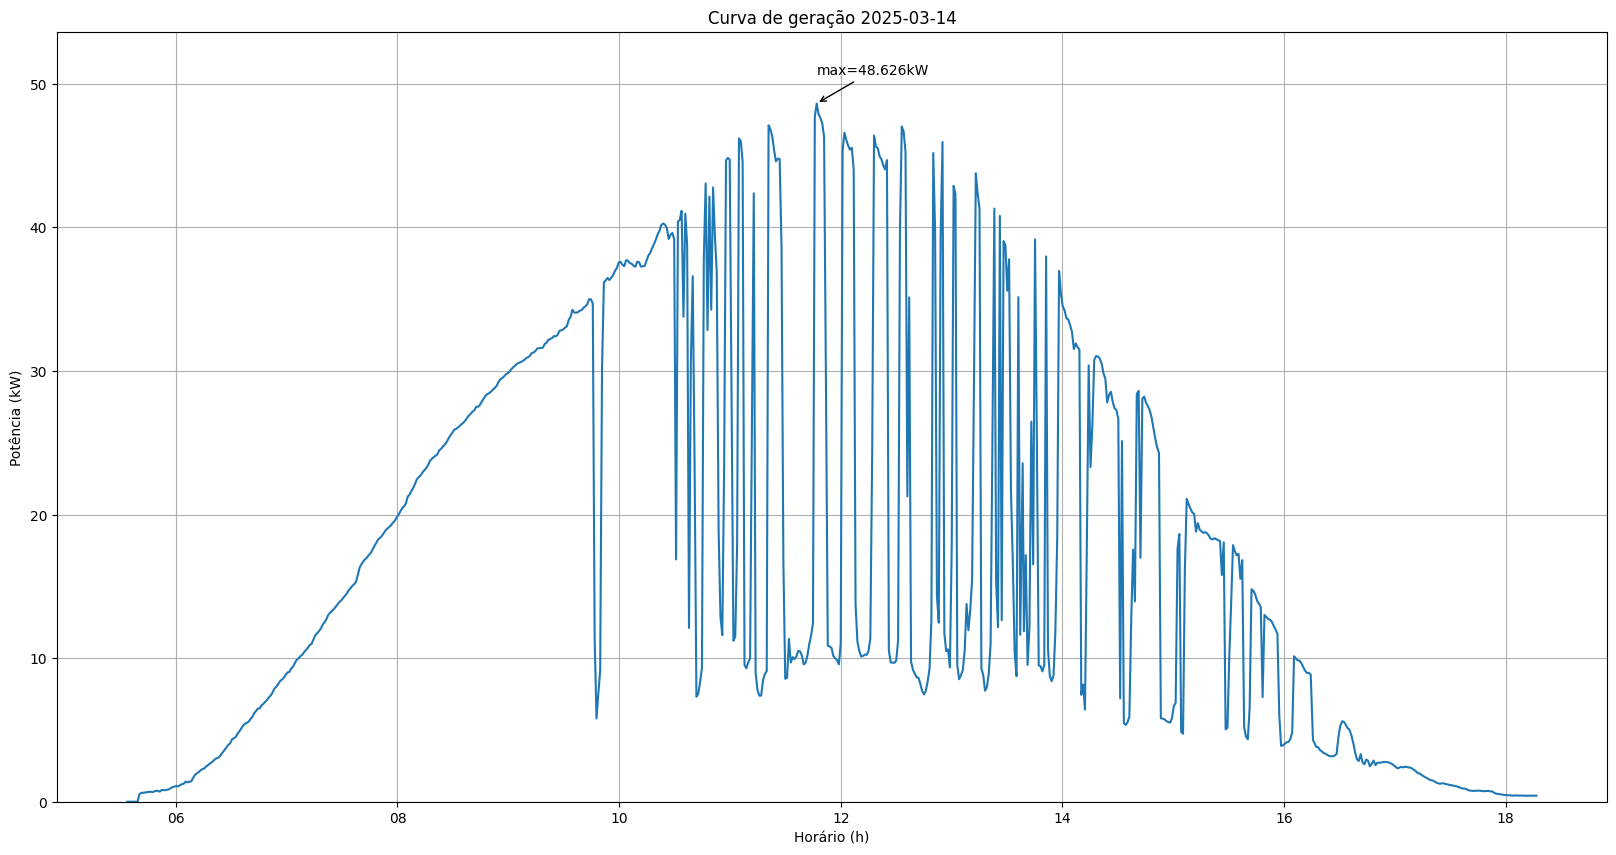 Curva de geração 2025-03-14
max=48.626kW
50
40
30
20
10
0
Potência (kW)
06 08 10 12 14 16 18
Horário (h)